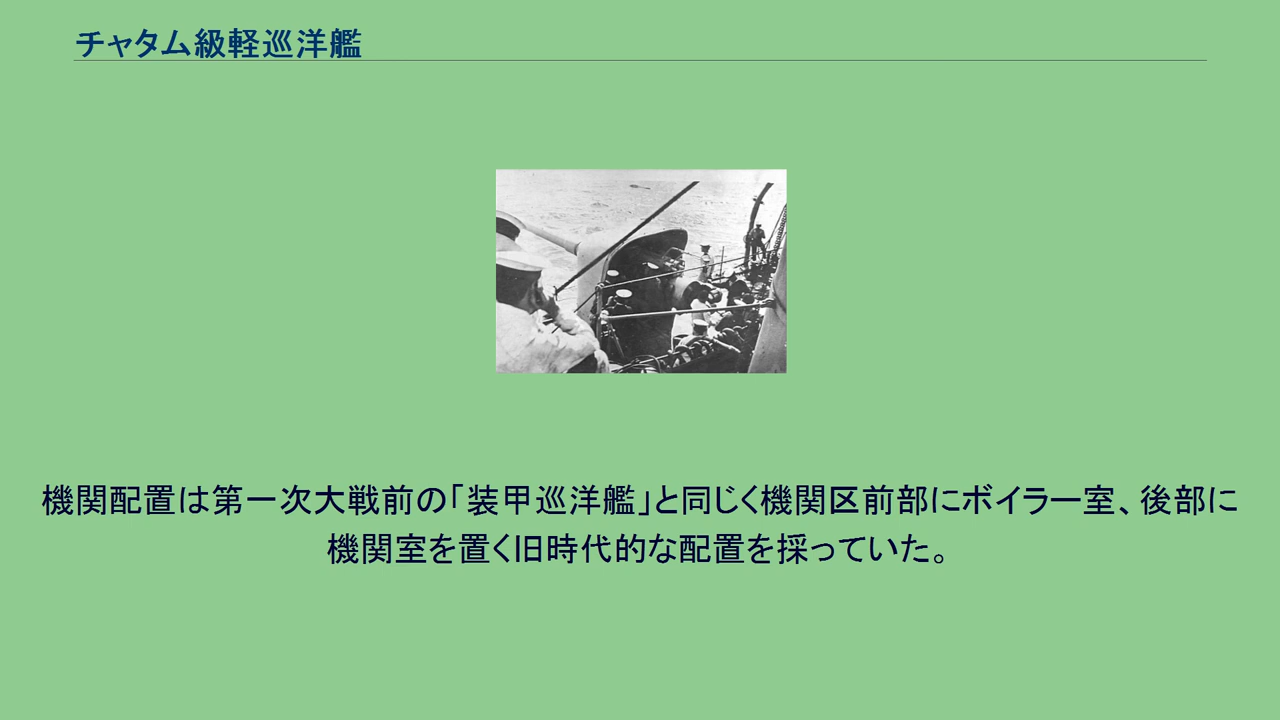 チャタム級軽巡洋艦
機関配置は第一次大戦前の「装甲巡洋艦」と同じく機関区前部にボイラー室、後部に
機関室を置く旧時代的な配置を採っていた。